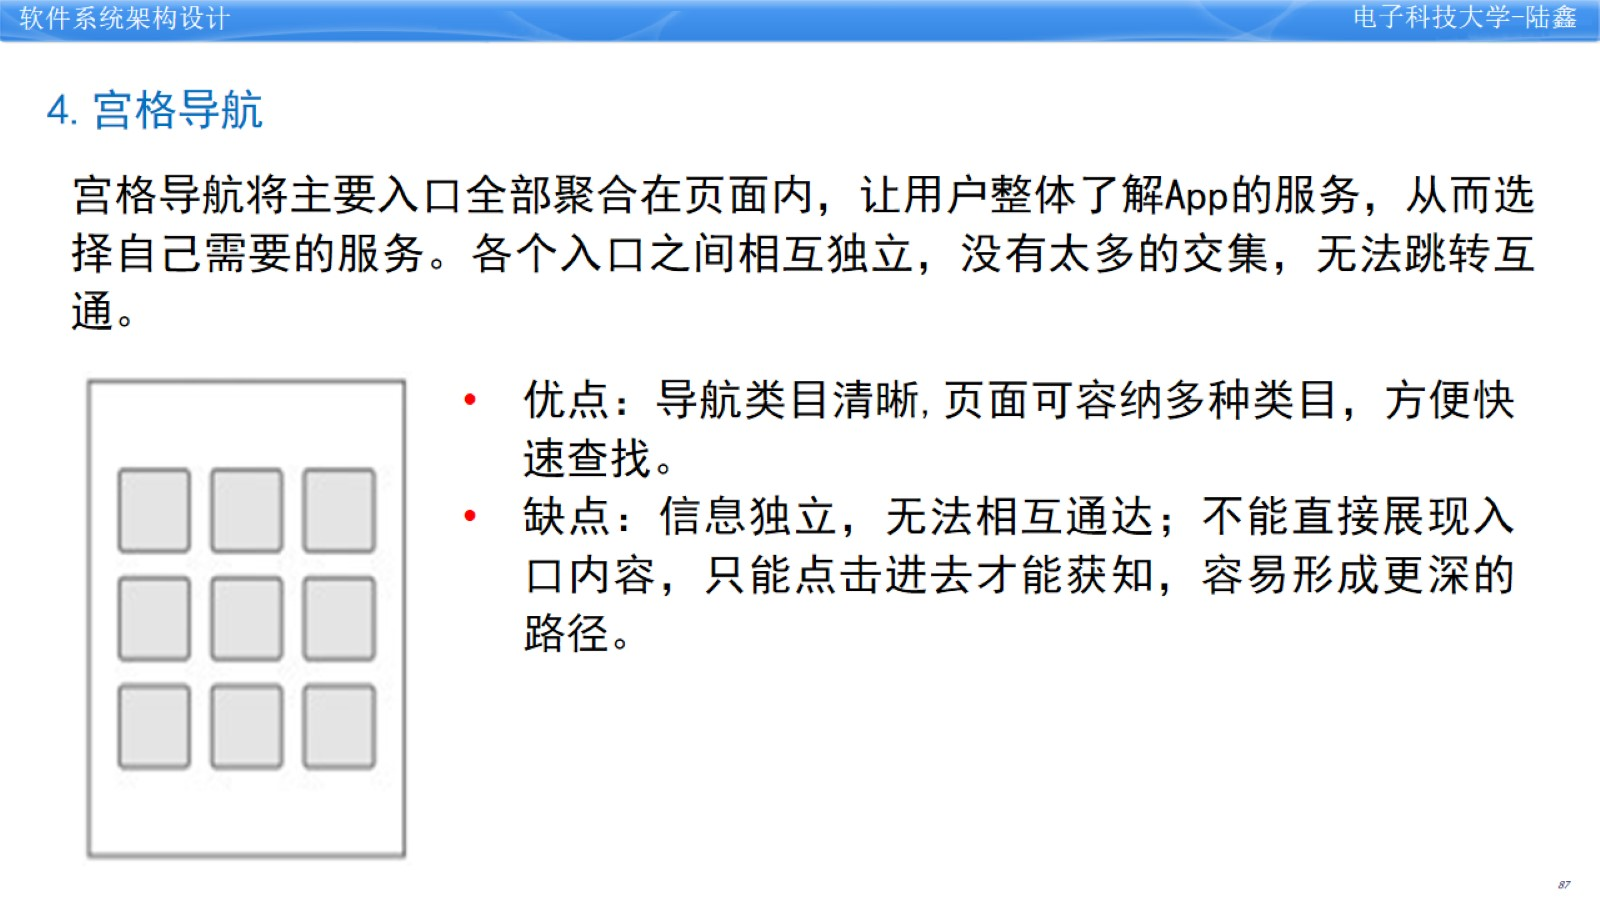 软件系统架构设计
电子科技大学-陆鑫
4. 宫格导航
宫格导航将主要入口全部聚合在页面内，让用户整体了解App的服务，从而选
择自己需要的服务。各个入口之间相互独立，没有太多的交集，无法跳转互
通。
• 优点：导航类目清晰,页面可容纳多种类目，方便快
速查找。
• 缺点：信息独立，无法相互通达；不能直接展现入
口内容，只能点击进去才能获知，容易形成更深的
路径。
87